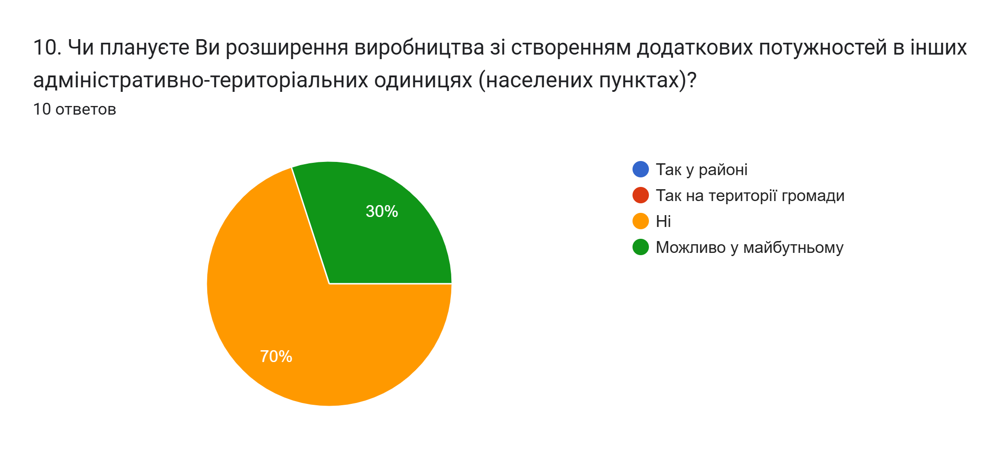 10. Чи плануєте Ви розширення виробництва зі створенням додаткових потужностей в інших
адміністративно-територіальних одиницях (населених пунктах)?
10 ответов
30%
70%
Так у районі
Так на території громади
Ні
Можливо у майбутньому